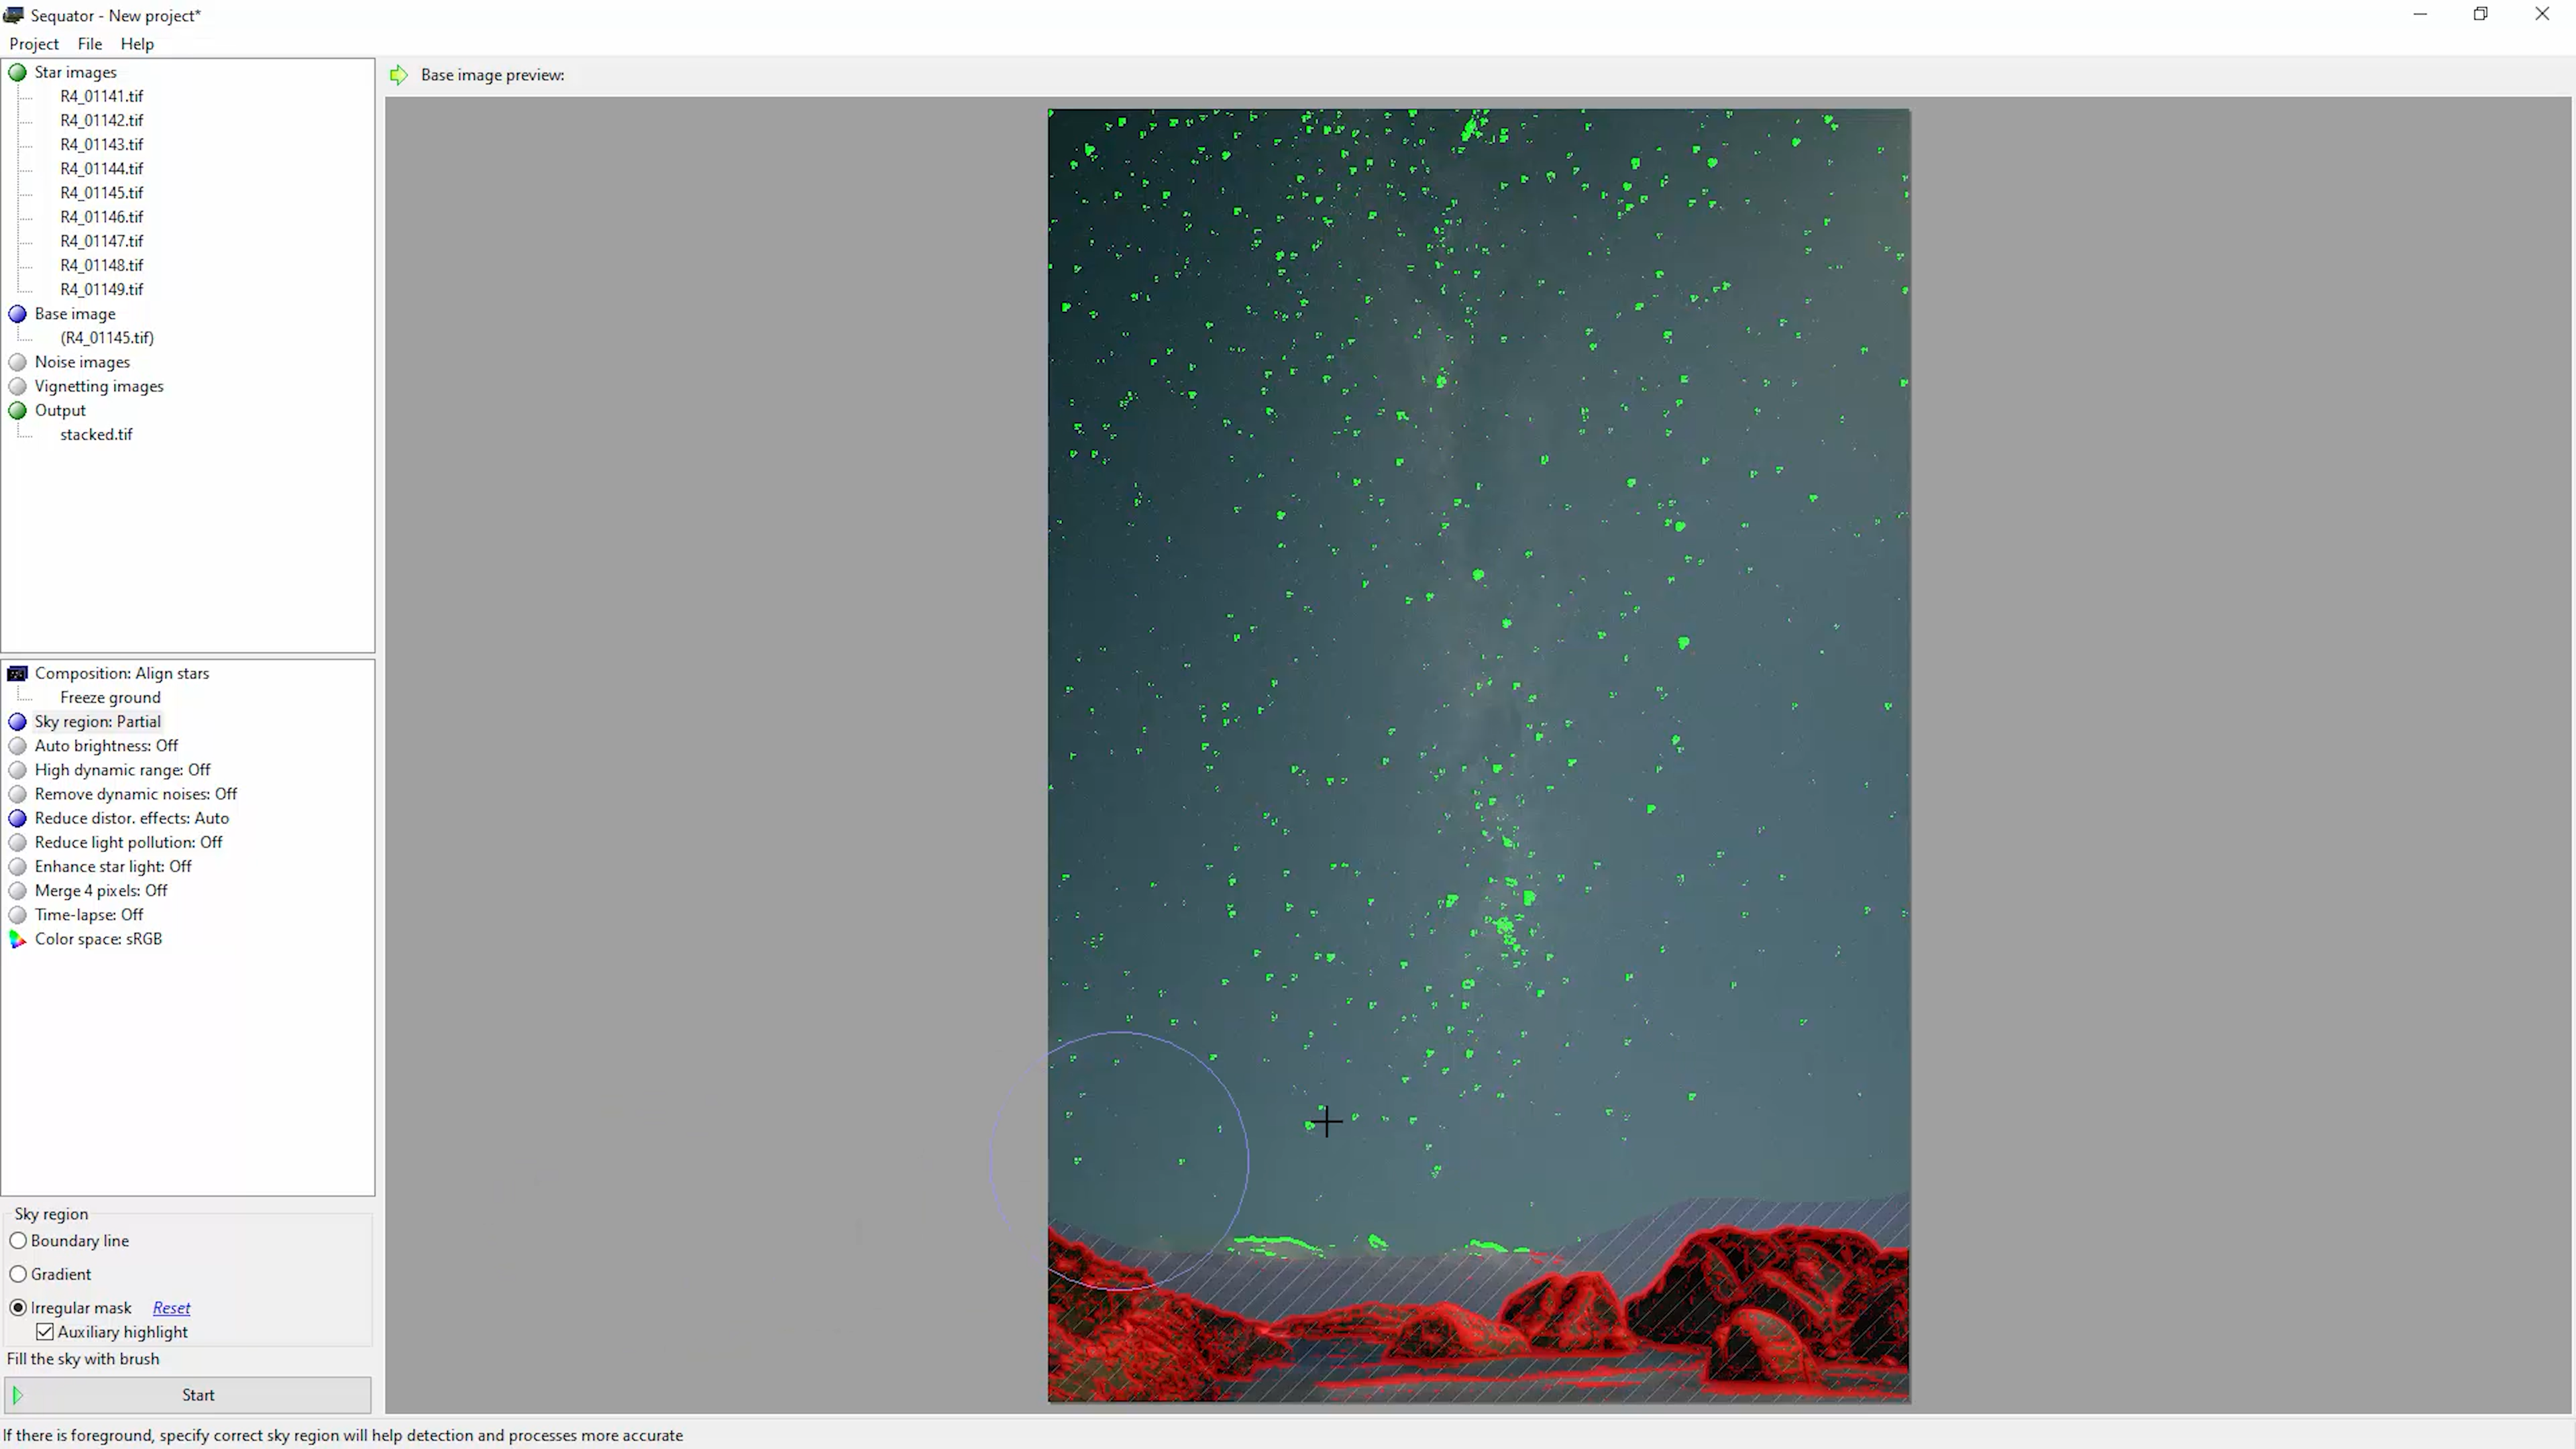 Sequator - New project*
Project File Help
Star images
R4_01141.tif
R4_01142.tif
R4_01143.tif
R4_01144.tif
R4_01145.tif
R4_01146.tif
R4_01147.tif
R4_01148.tif
R4_01149.tif
Base image
(R4_01145.tif)
Noise images
Vignetting images
Output
stacked.tif
Base image preview:
Composition: Align stars
Freeze ground
Sky region: Partial
Auto brightness: Off
High dynamic range: Off
Remove dynamic noises: Off
Reduce distor. effects: Auto
Reduce light pollution: Off
Enhance star light: Off
Merge 4 pixels: Off
Time-lapse: Off
Color space: sRGB
Sky region
Boundary line
Gradient
Irregular mask Reset
Auxiliary highlight
Fill the sky with brush
Start
If there is foreground, specify correct sky region will help detection and processes more accurate